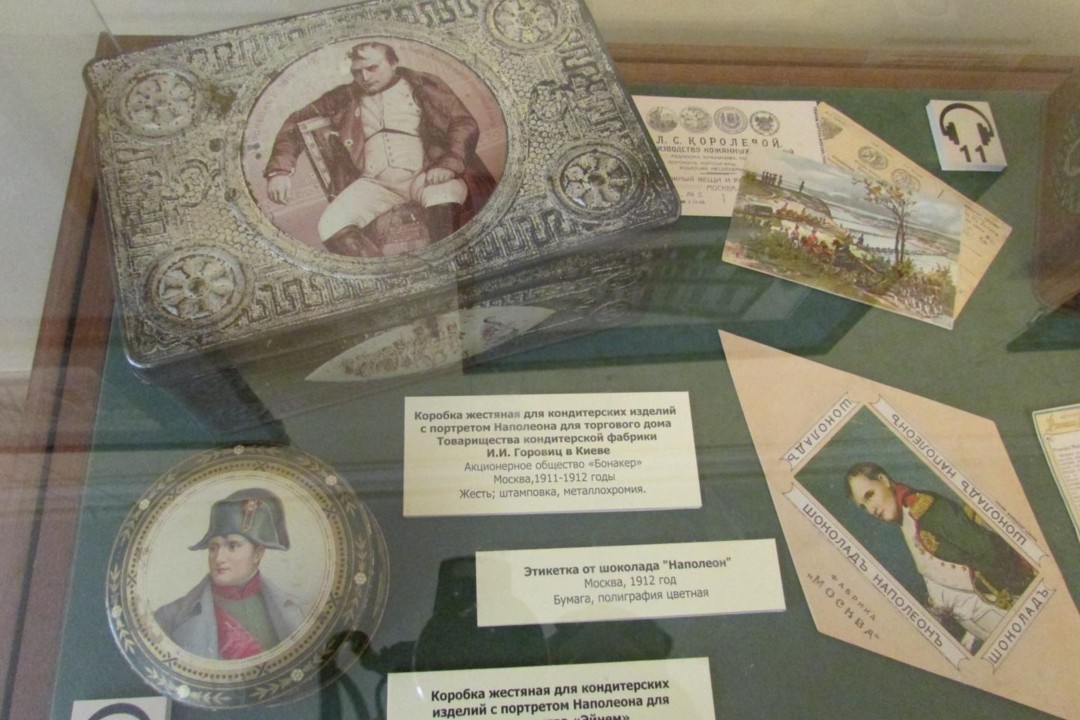 Л. С. КОРОЛЕВОЙ.
МОСКВА.
11
Коробка жестяная для кондитерских изделий
с портретом Наполеона для торгового дома
Товарищества кондитерской фабрики
И.И. Горовиц в Киеве
Акционерное общество «Бонакер»
Москва,1911-1912 годы
Жесть; штамповка, металлохромия.
Этикетка от шоколада "Наполеон"
Москва, 1912 год
Бумага, полиграфия цветная
ШОКОЛАДЪ
ШОКОЛАДЪ НАПОЛЕОНЪ
ШОКОЛАДЪ НАПОЛЕОНЪ
ШОКОЛАДЪ
ФАБРИКА
„МОСКВА"
Коробка жестяная для кондитерских
изделий с портретом Наполеона для
«Эйнем»